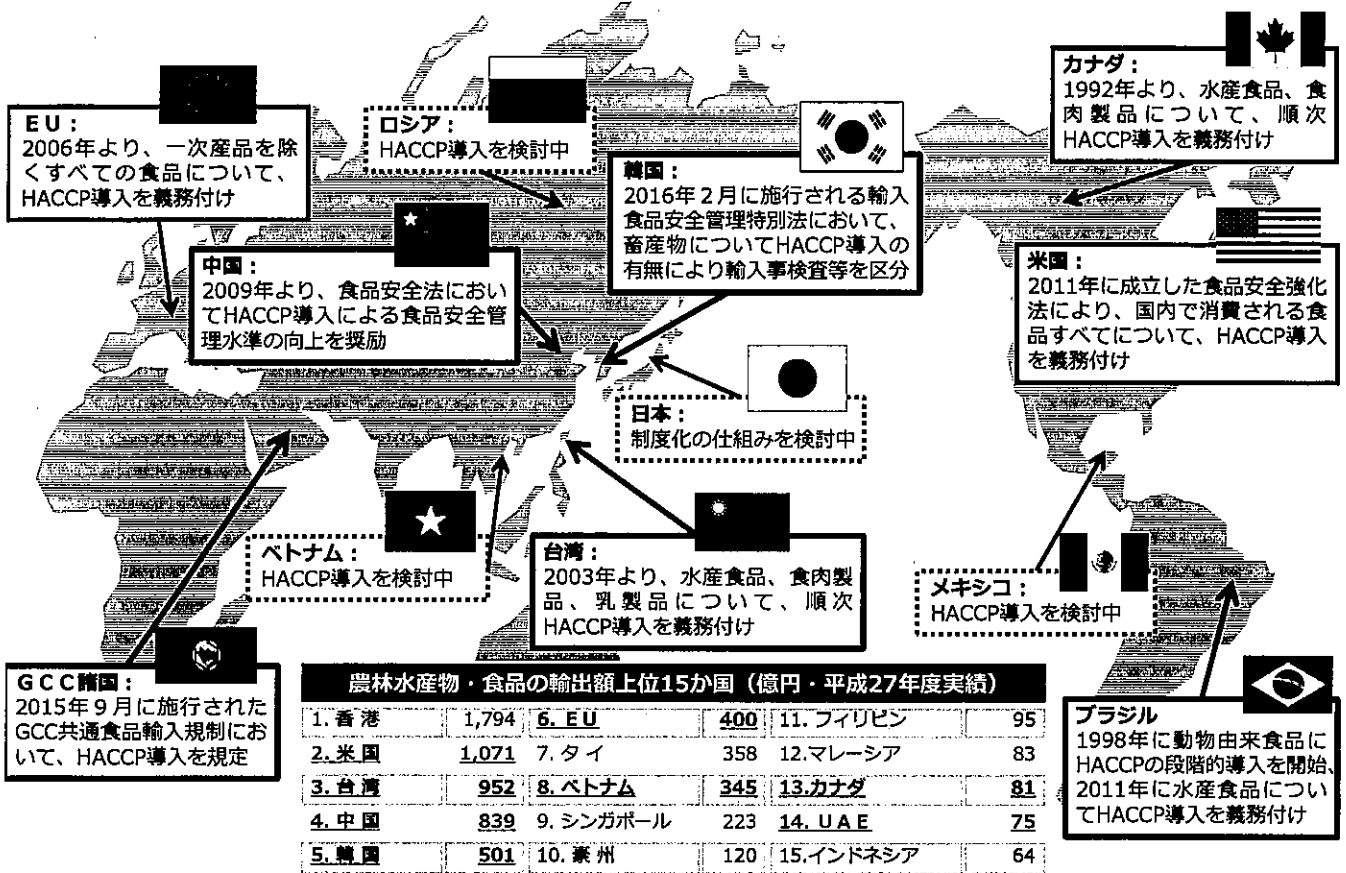 カナダ：
1992年より、水産食品、食
肉製品について、順次
HACCP導入を義務付け
ＥＵ：
2006年より、一次産品を除
くすべての食品について、
HACCP導入を義務付け
ロシア：
HACCP導入を検討中
韓国：
2016年２月に施行される輸入
食品安全管理特別法において、
畜産物についてHACCP導入の
有無により輸入事検査等を区分
中国：
2009年より、食品安全法におい
てHACCP導入による食品安全管
理水準の向上を奨励
米国：
2011年に成立した食品安全強化
法により、国内で消費される食
品すべてについて、HACCP導入
を義務付け
日本：
制度化の仕組みを検討中
ベトナム：
HACCP導入を検討中
台湾：
2003年より、水産食品、食肉製
品、乳製品について、順次
HACCP導入を義務付け
メキシコ：
HACCP導入を検討中
ＧＣＣ諸国：
2015年９月に施行された
GCC共通食品輸入規制にお
いて、HACCP導入を規定
ブラジル
1998年に動物由来食品に
HACCPの段階的導入を開始、
2011年に水産食品につい
てHACCP導入を義務付け
農林水産物・食品の輸出額上位15か国（億円・平成27年度実績）
1. 香港 1,794 6. ＥＵ 400 11. フィリピン 95
2. 米国 1,071 7. タイ 358 12.マレーシア 83
3. 台湾 952 8. ベトナム 345 13.カナダ 81
4. 中国 839 9. シンガポール 223 14. ＵＡＥ 75
5. 韓国 501 10. 豪州 120 15.インドネシア 64